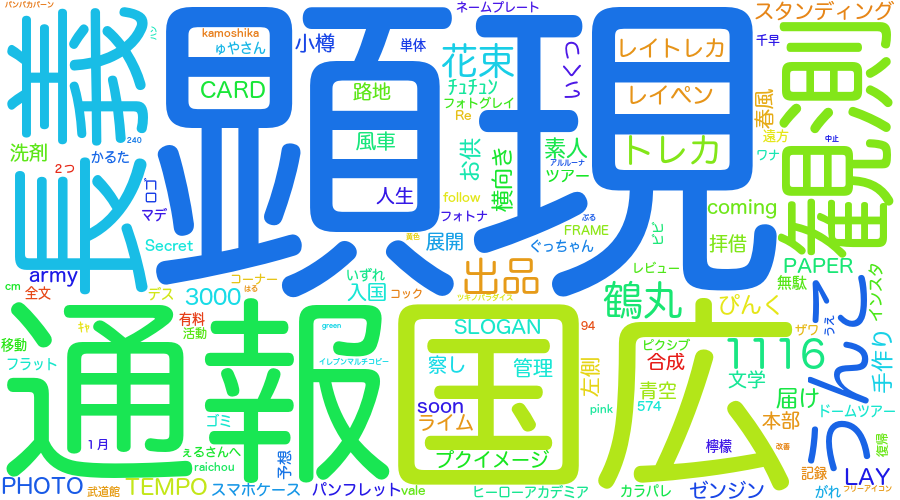 パンパカパーン
ネームプレート
スタンディング
kamoshika
ゅやさん
小樽
単体
花束
つくり
レイトレカ
千早
観測
長義
顕現
CARD
路地
チュチュン
フォトグレイ
Re
レイペン
春風
240
洗剤
かるた
風車
お供
横向き
素人
アルルーナ
ツアー
トレカ
遠方
中止
ワナ
2つ
人生
マデ
follow
フォトナ
ぶる
coming
Secret
黄色
展開
ぐっちゃん
FRAME
ビビ
拝借
army
コーナー
いずれ
出品
レビュー
PAPER
cm
全文
デス
3000
はる
入国
コック
ツキノパラダイス
鶴丸
ぴんく
無駄
インスタ
通報
国広
うんこ
キャ
有料
活動
green
SLOGAN
94
ザワ
うえ
移動
フラット
イレブンマルチコピー
察し
管理
左側
ピクシブ
合成
1116
手作り
文学
青空
届け
ゴミ
soon
ライム
pink
574
本部
ドームツアー
1月
ぇるさんへ
raichou
予想
プクイメージ
檸檬
改善
復帰
記録
LAY
PHOTO
武道館
TEMPO
スマホケース
パンフレット
vale
ヒーローアカデミア
カラパレ
ゼンジン
がれ
フリーアイコン